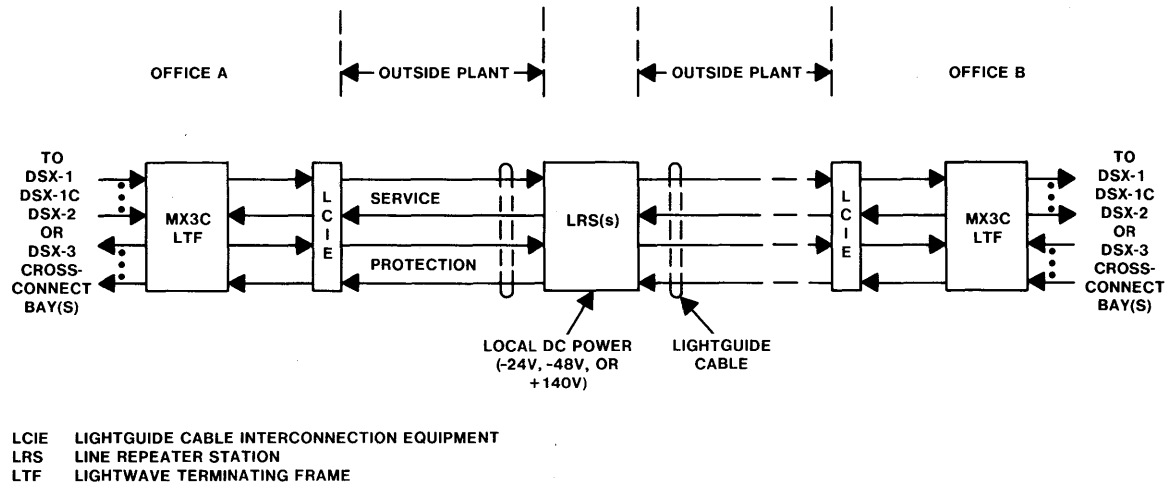 OFFICE A
OUTSIDE PLANT
OUTSIDE PLANT
OFFICE B
TO
DSX-1
DSX-1C
DSX-2
OR
DSX-3
CROSS-
CONNECT
BAY(S)
MX3C
LTF
L
C
I
E
SERVICE
PROTECTION
LRS(s)
L
C
I
E
MX3C
LTF
TO
DSX-1
DSX-1C
DSX-2
OR
DSX-3
CROSS-
CONNECT
BAY(S)
LOCAL DC POWER
(-24V, -48V, OR
+140V)
LIGHTGUIDE
CABLE
LCIE LIGHTGUIDE CABLE INTERCONNECTION EQUIPMENT
LRS LINE REPEATER STATION
LTF LIGHTWAVE TERMINATING FRAME